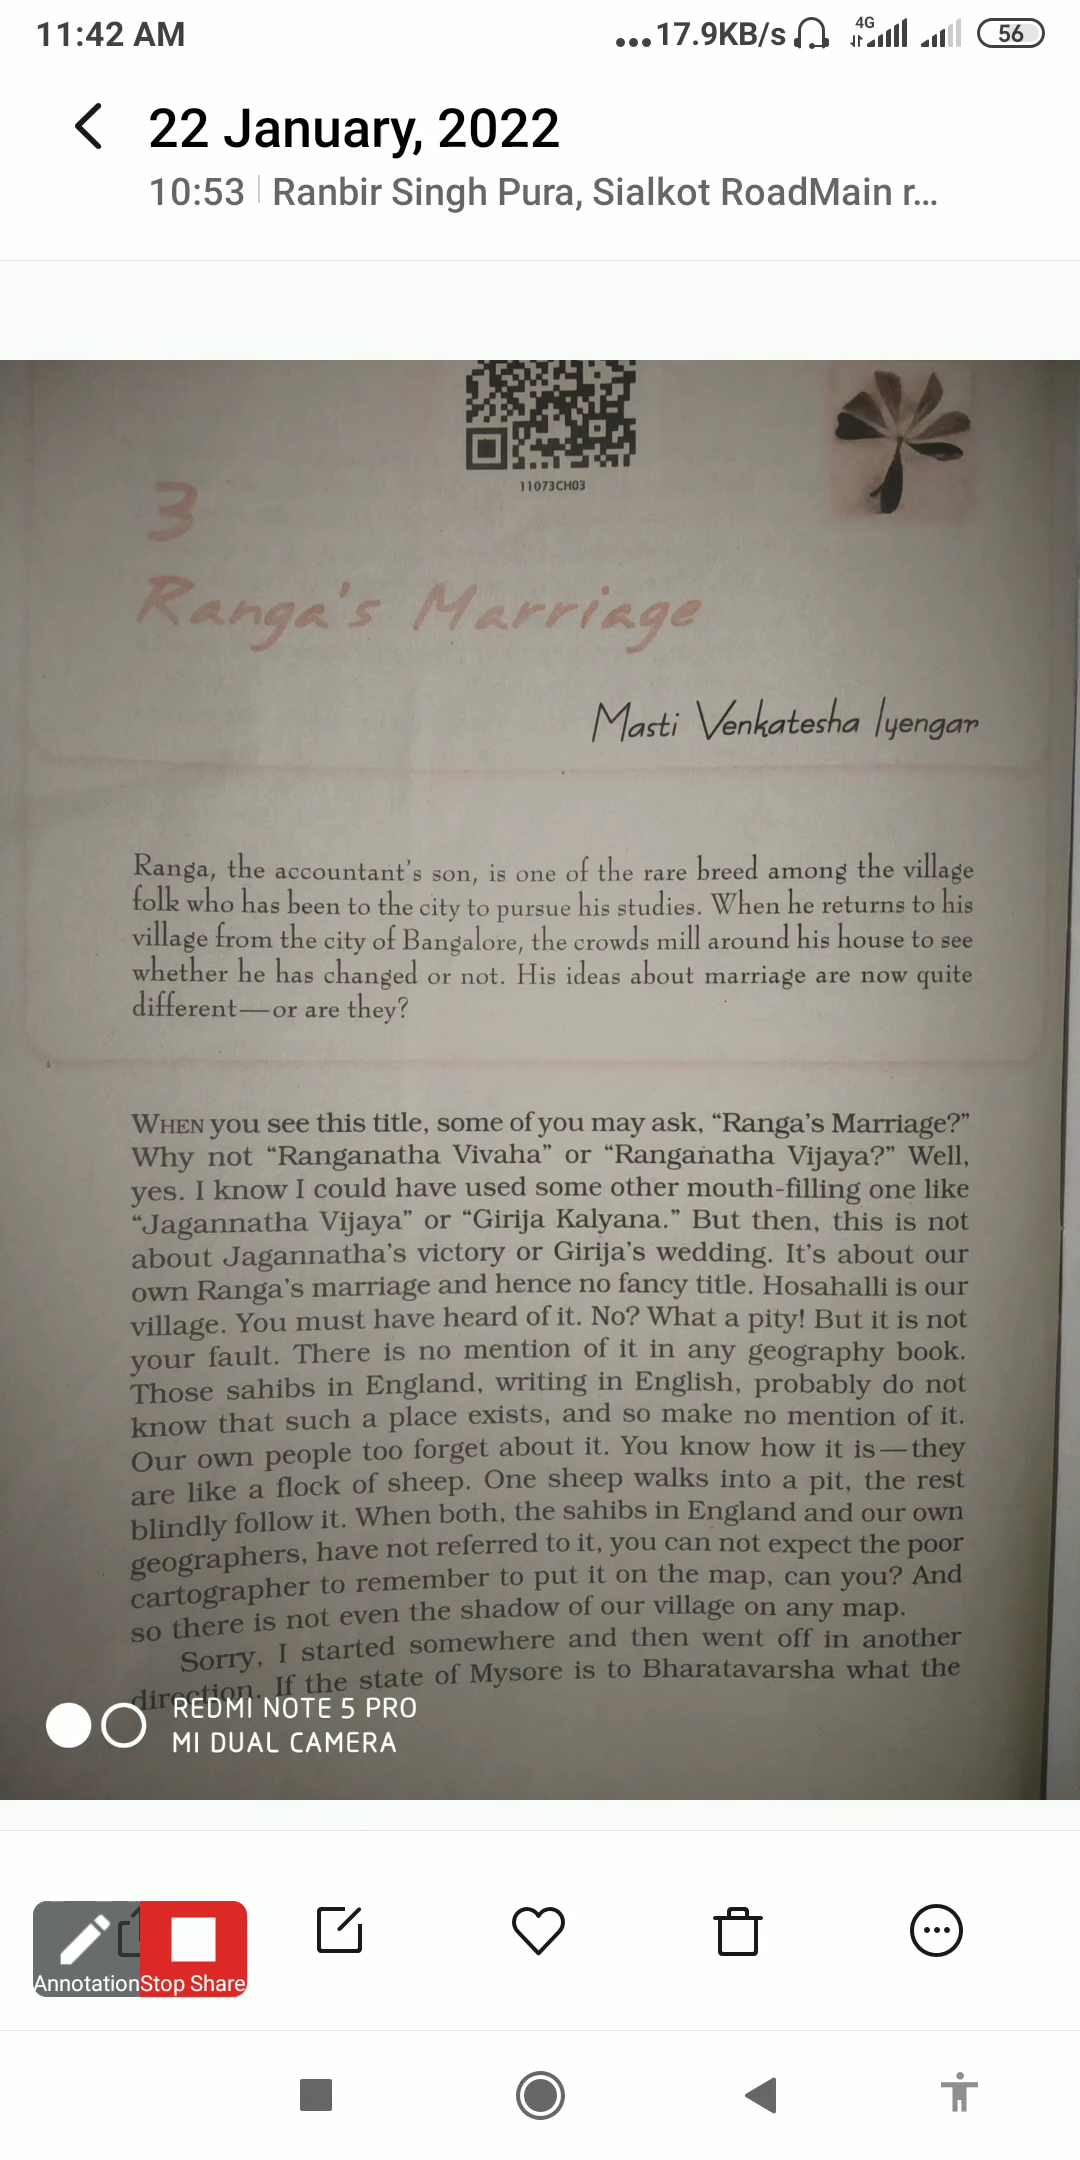 11:42 AM
...17.9KB/s 4G 56
22 January, 2022
10:53 Ranbir Singh Pura, Sialkot RoadMain r...
11073CH03
3
Ranga's Marriage
Masti Venkatesha Iyengar
Ranga, the accountant's son, is one of the rare breed among the village
folk who has been to the city to pursue his studies. When he returns to his
village from the city of Bangalore, the crowds mill around his house to see
whether he has changed or not. His ideas about marriage are now quite
different—or are they?
WHEN you see this title, some of you may ask, “Ranga's Marriage?”
Why not “Ranganatha Vivaha” or “Ranganatha Vijaya?” Well,
yes. I know I could have used some other mouth-filling one like
“Jagannatha Vijaya” or “Girija Kalyana.” But then, this is not
about Jagannatha's victory or Girija's wedding. It's about our
own Ranga's marriage and hence no fancy title. Hosahalli is our
village. You must have heard of it. No? What a pity! But it is not
your fault. There is no mention of it in any geography book.
Those sahibs in England, writing in English, probably do not
know that such a place exists, and so make no mention of it.
Our own people too forget about it. You know how it is—they
are like a flock of sheep. One sheep walks into a pit, the rest
blindly follow it. When both, the sahibs in England and our own
geographers, have not referred to it, you can not expect the poor
cartographer to remember to put it on the map, can you? And
so there is not even the shadow of our village on any map.
Sorry, I started somewhere and then went off in another
direction. If the state of Mysore is to Bharatavarsha what the
REDMI NOTE 5 PRO
MI DUAL CAMERA
Annotation Stop Share